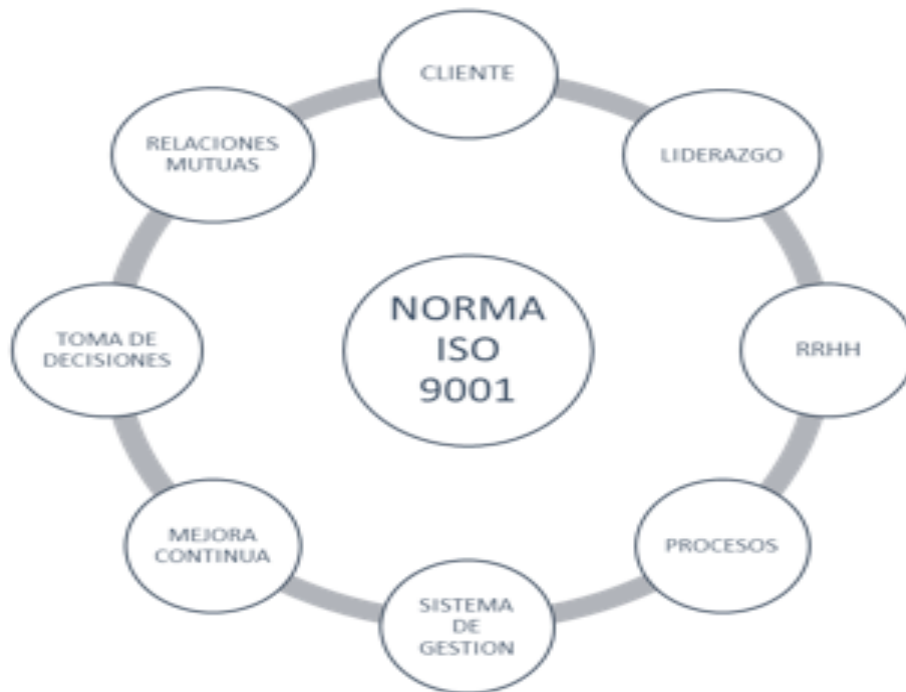 CLIENTE
LIDERAZGO
RRHH
PROCESOS
SISTEMA
DE
GESTION
MEJORA
CONTINUA
TOMA DE
DECISIONES
RELACIONES
MUTUAS
NORMA
ISO
9001